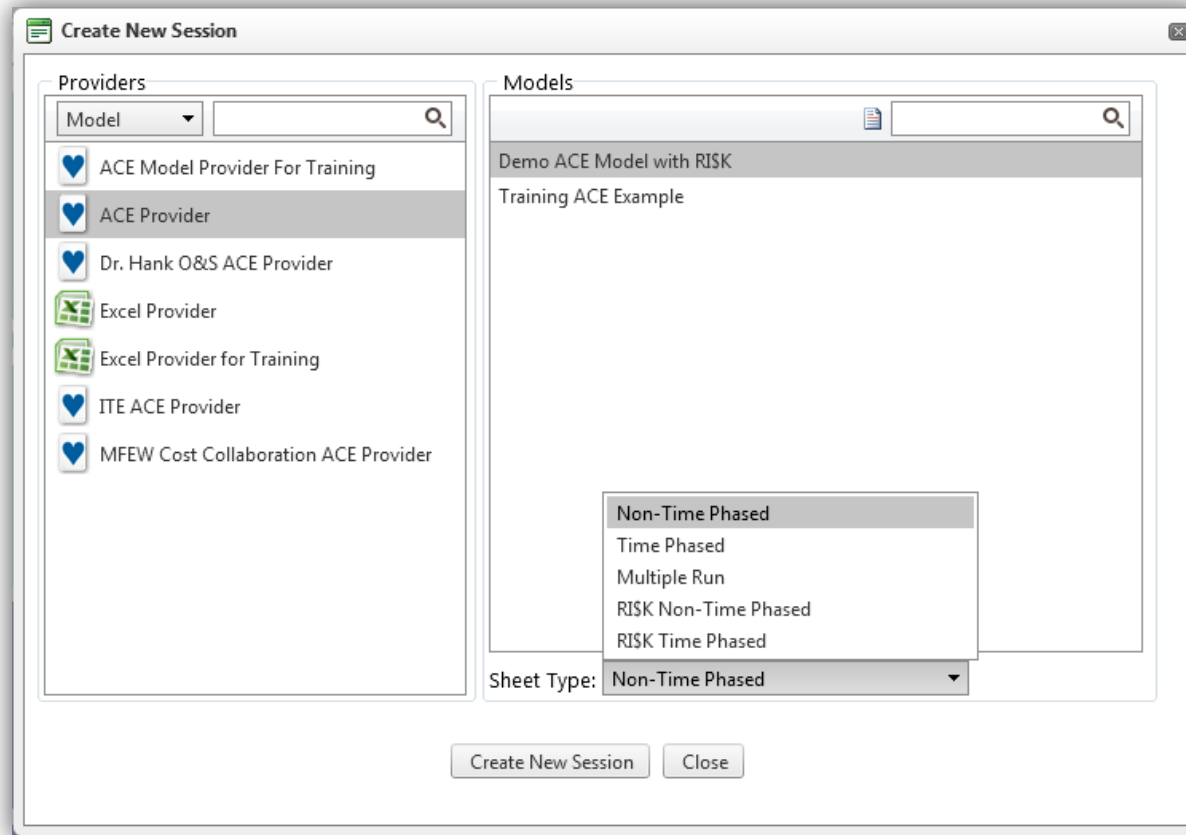 Create New Session
Providers
Model
ACE Model Provider For Training
ACE Provider
Dr. Hank O&S ACE Provider
Excel Provider
Excel Provider for Training
ITE ACE Provider
MFEW Cost Collaboration ACE Provider
Models
Demo ACE Model with RI$K
Training ACE Example
Non-Time Phased
Time Phased
Multiple Run
RI$K Non-Time Phased
RI$K Time Phased
Sheet Type: Non-Time Phased
Create New Session Close